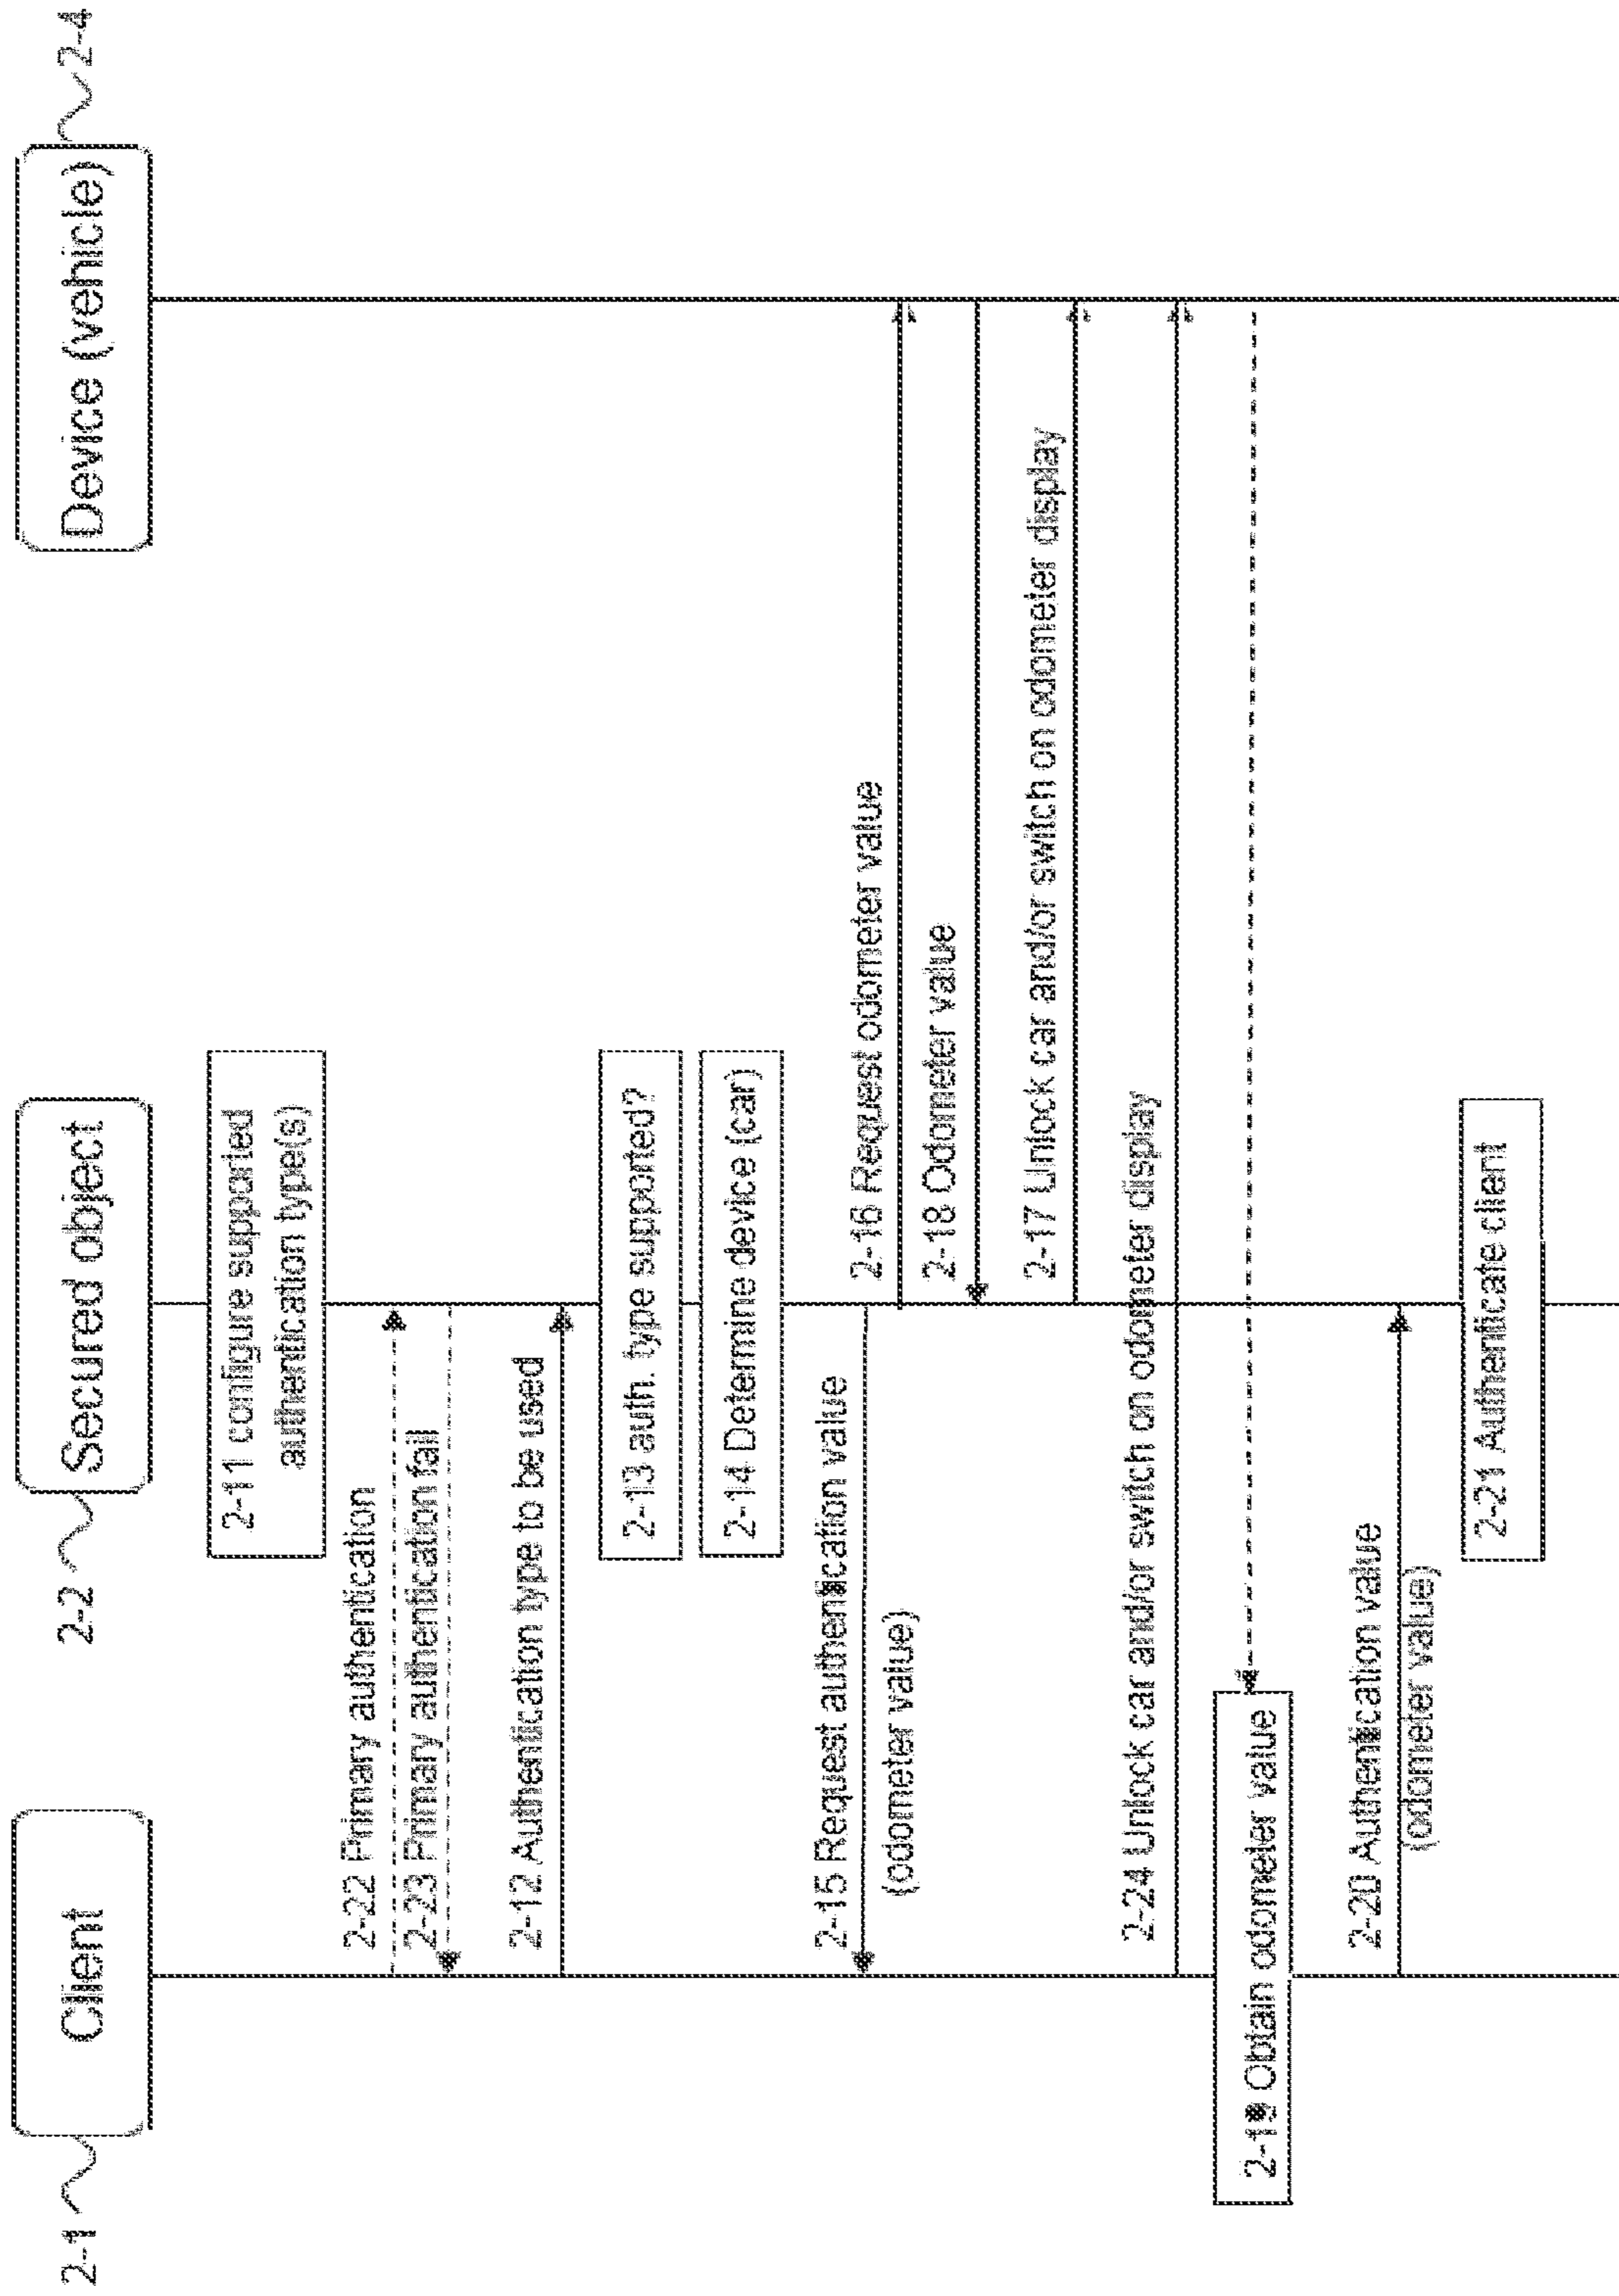 2-1
Client
2-2
Secured object
Device (vehicle)
2-4
2-11 configure supported
authentication type(s)
2-22 Primary authentication
2-23 Primary authentication fail
2-12 Authentication type to be used
2-13 auth. type supported?
2-14 Determine device (car)
2-15 Request authentication value
(odometer value)
2-16 Request odometer value
2-18 Odometer value
2-17 Unlock car and/or switch on odometer display
2-24 Unlock car and/or switch on odometer display
2-19 Obtain odometer value
2-20 Authentication value
(odometer value)
2-21 Authenticate client